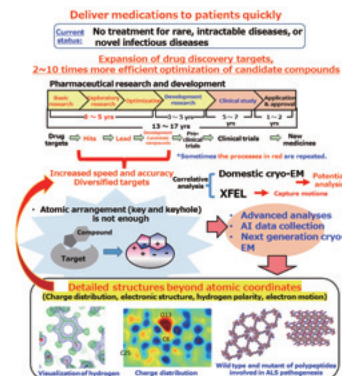 Deliver medications to patients quickly
Current status:
No treatment for rare, intractable diseases, or novel infectious diseases
Expansion of drug discovery targets,
2~10 times more efficient optimization of candidate compounds
Pharmaceutical research and development
Basic research
Exploratory research
Optimization
Development research
Clinical study
Application & approval
5 yrs
3~5 yrs
5~7 yrs
1~2 yrs
13 ~ 17 yrs
Drug targets
Hits
Lead
Development candidate compounds
Pre-clinical trials
Clinical trials
New medicines
*Sometimes the processes in red are repeated.
Increased speed and accuracy
Diversified targets
Correlative analysis
Domestic cryo-EM
Potential analysis
XFEL
Capture motions
• Atomic arrangement (key and keyhole) is not enough
Compound
Target
• Advanced analyses
• AI data collection
• Next generation cryo-EM
Detailed structures beyond atomic coordinates
(Charge distribution, electronic structure, hydrogen polarity, electron motion)
C25
Visualization of hydrogen
Charge distribution
Wild type and mutant of polypeptides involved in ALS pathogenesis